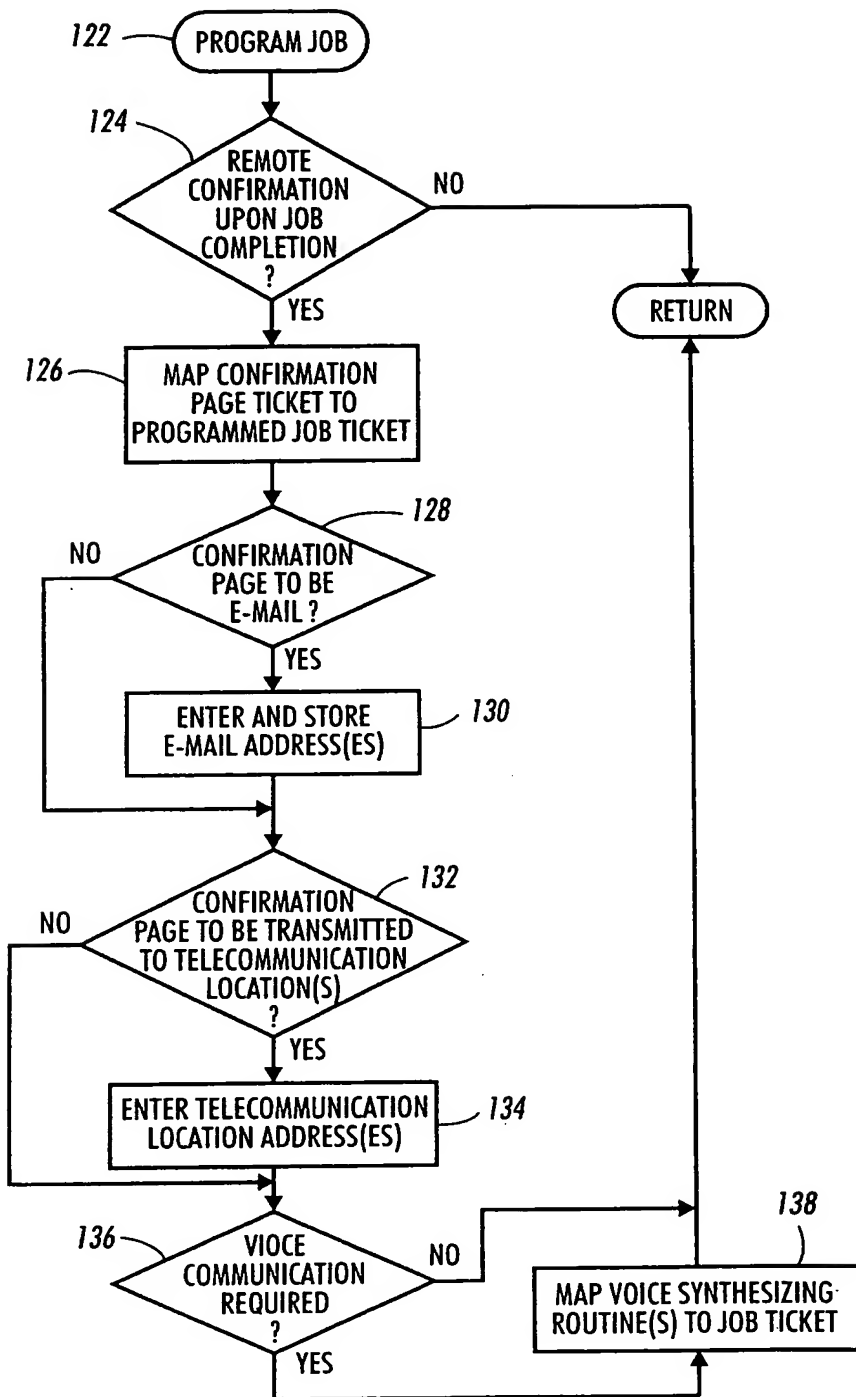 122
PROGRAM JOB
124
REMOTE
CONFIRMATION
UPON JOB
COMPLETION
?
NO
YES
RETURN
126
MAP CONFIRMATION
PAGE TICKET TO
PROGRAMMED JOB TICKET
128
NO
CONFIRMATION
PAGE TO BE
E-MAIL ?
YES
ENTER AND STORE
E-MAIL ADDRESS(ES)
130
132
NO
CONFIRMATION
PAGE TO BE TRANSMITTED
TO TELECOMMUNICATION
LOCATION(S)
?
YES
ENTER TELECOMMUNICATION
LOCATION ADDRESS(ES)
134
136
VIOCE
COMMUNICATION
REQUIRED
?
NO
YES
138
MAP VOICE SYNTHESIZING
ROUTINE(S) TO JOB TICKET